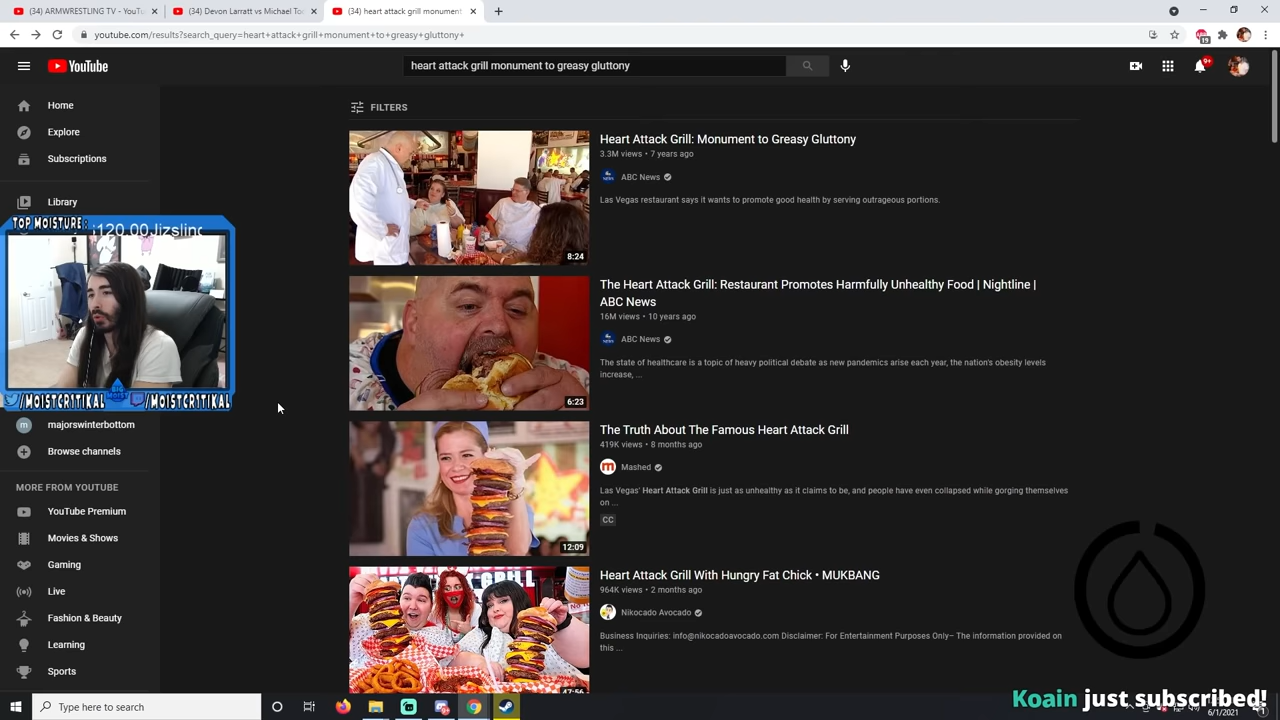 (34) ARMWRESTLING TV - YouTu
(34) Devon Larratt vs Michael To
(34) heart attack grill monument
youtube.com/results?search_query=heart+attack+grill+monument+to+greasy+gluttony+
19
YouTube
heart attack grill monument to greasy gluttony
9+
Home
Explore
Subscriptions
Library
TOP MOISTURE:
/MOISTCR1TIKAL
/MOISTCR1TIKAL
majorswinterbottom
Browse channels
MORE FROM YOUTUBE
YouTube Premium
Movies & Shows
Gaming
Live
Fashion & Beauty
Learning
Sports
FILTERS
Heart Attack Grill: Monument to Greasy Gluttony
3.3M views • 7 years ago
ABC News
Las Vegas restaurant says it wants to promote good health by serving outrageous portions.
8:24
The Heart Attack Grill: Restaurant Promotes Harmfully Unhealthy Food | Nightline |
ABC News
16M views • 10 years ago
ABC News
The state of healthcare is a topic of heavy political debate as new pandemics arise each year, the nation's obesity levels
increase, ...
6:23
The Truth About The Famous Heart Attack Grill
419K views • 8 months ago
Mashed
Las Vegas' Heart Attack Grill is just as unhealthy as it claims to be, and people have even collapsed while gorging themselves
on ...
CC
12:09
Heart Attack Grill With Hungry Fat Chick • MUKBANG
964K views • 2 months ago
Nikocado Avocado
Business Inquiries: info@nikocadoavocado.com Disclaimer: For Entertainment Purposes Only– The information provided on
this ...
47:56
Koain just subscribed!
Type here to search
6/1/2021